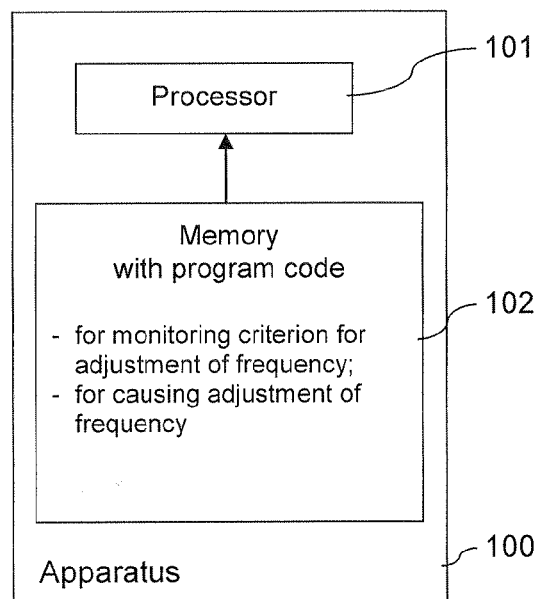 101
Processor
Memory
with program code
102
- for monitoring criterion for
adjustment of frequency;
- for causing adjustment of
frequency
100
Apparatus